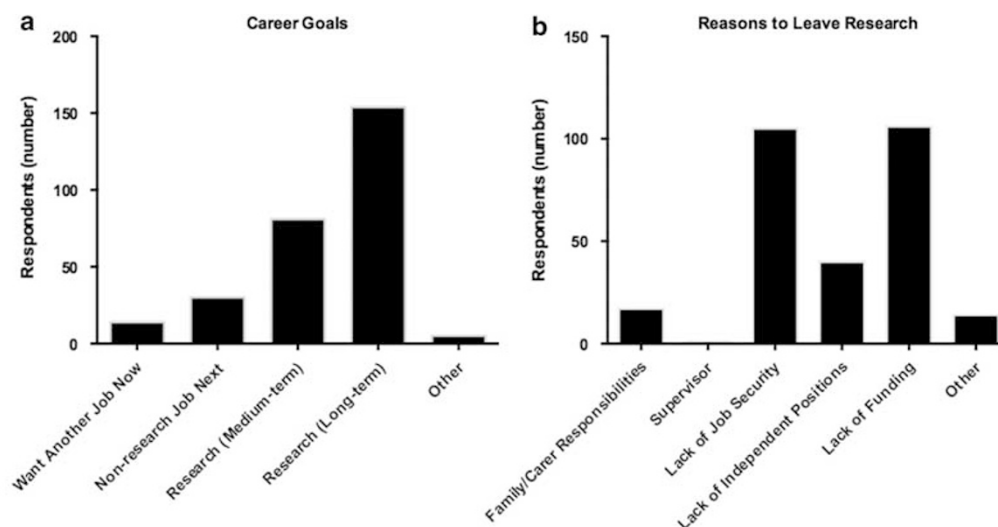 a
Career Goals
Respondents (number)
200
150
100
50
0
Want Another Job Now
Non-research Job Next
Research (Medium-term)
Research (Long-term)
Other
b
Reasons to Leave Research
Respondents (number)
150
100
50
0
Family/Carer Responsibilities
Supervisor
Lack of Job Security
Lack of Independent Positions
Lack of Funding
Other